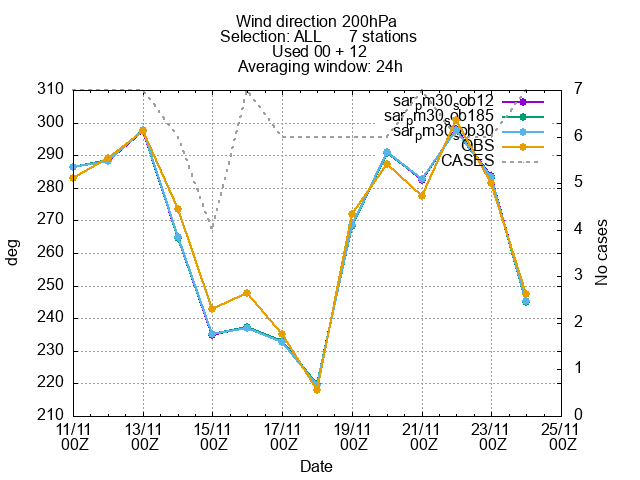 Wind direction 200hPa
Selection: ALL 7 stations
Used 00 + 12
Averaging window: 24h
sarpm30sob12
sarpm30sob185
sarpm30sob30
OBS
CASES
310
300
290
280
270
260
250
240
230
220
210
deg
7
6
5
4
3
2
1
0
No cases
11/11 13/11 15/11 17/11 19/11 21/11 23/11 25/11
00Z 00Z 00Z 00Z 00Z 00Z 00Z 00Z
Date